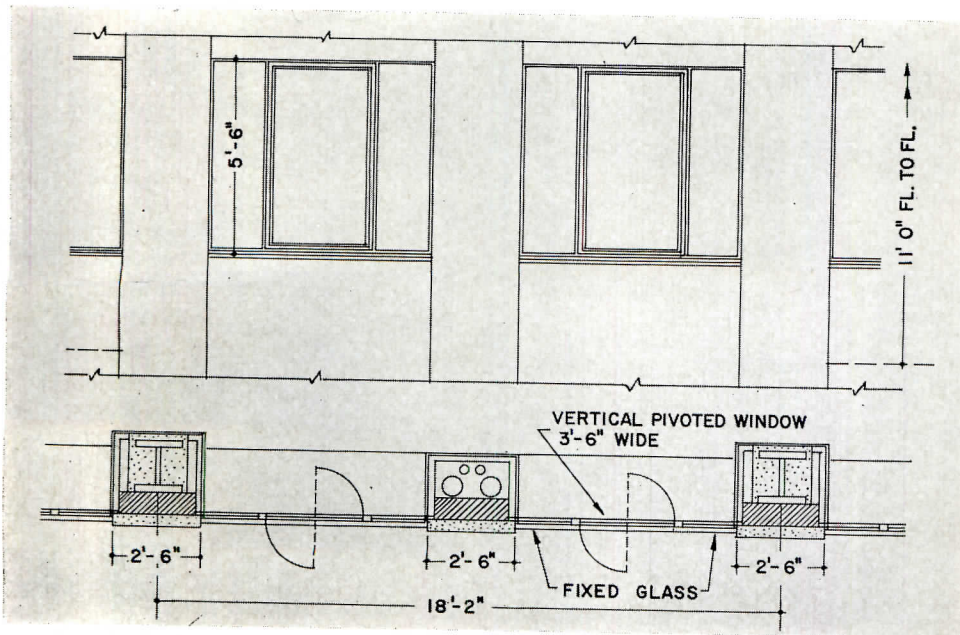 5'-6"
11' 0" FL. TO FL.
VERTICAL PIVOTED WINDOW
3'-6" WIDE
2'-6"
2'-6"
2'-6"
FIXED GLASS
18'-2"